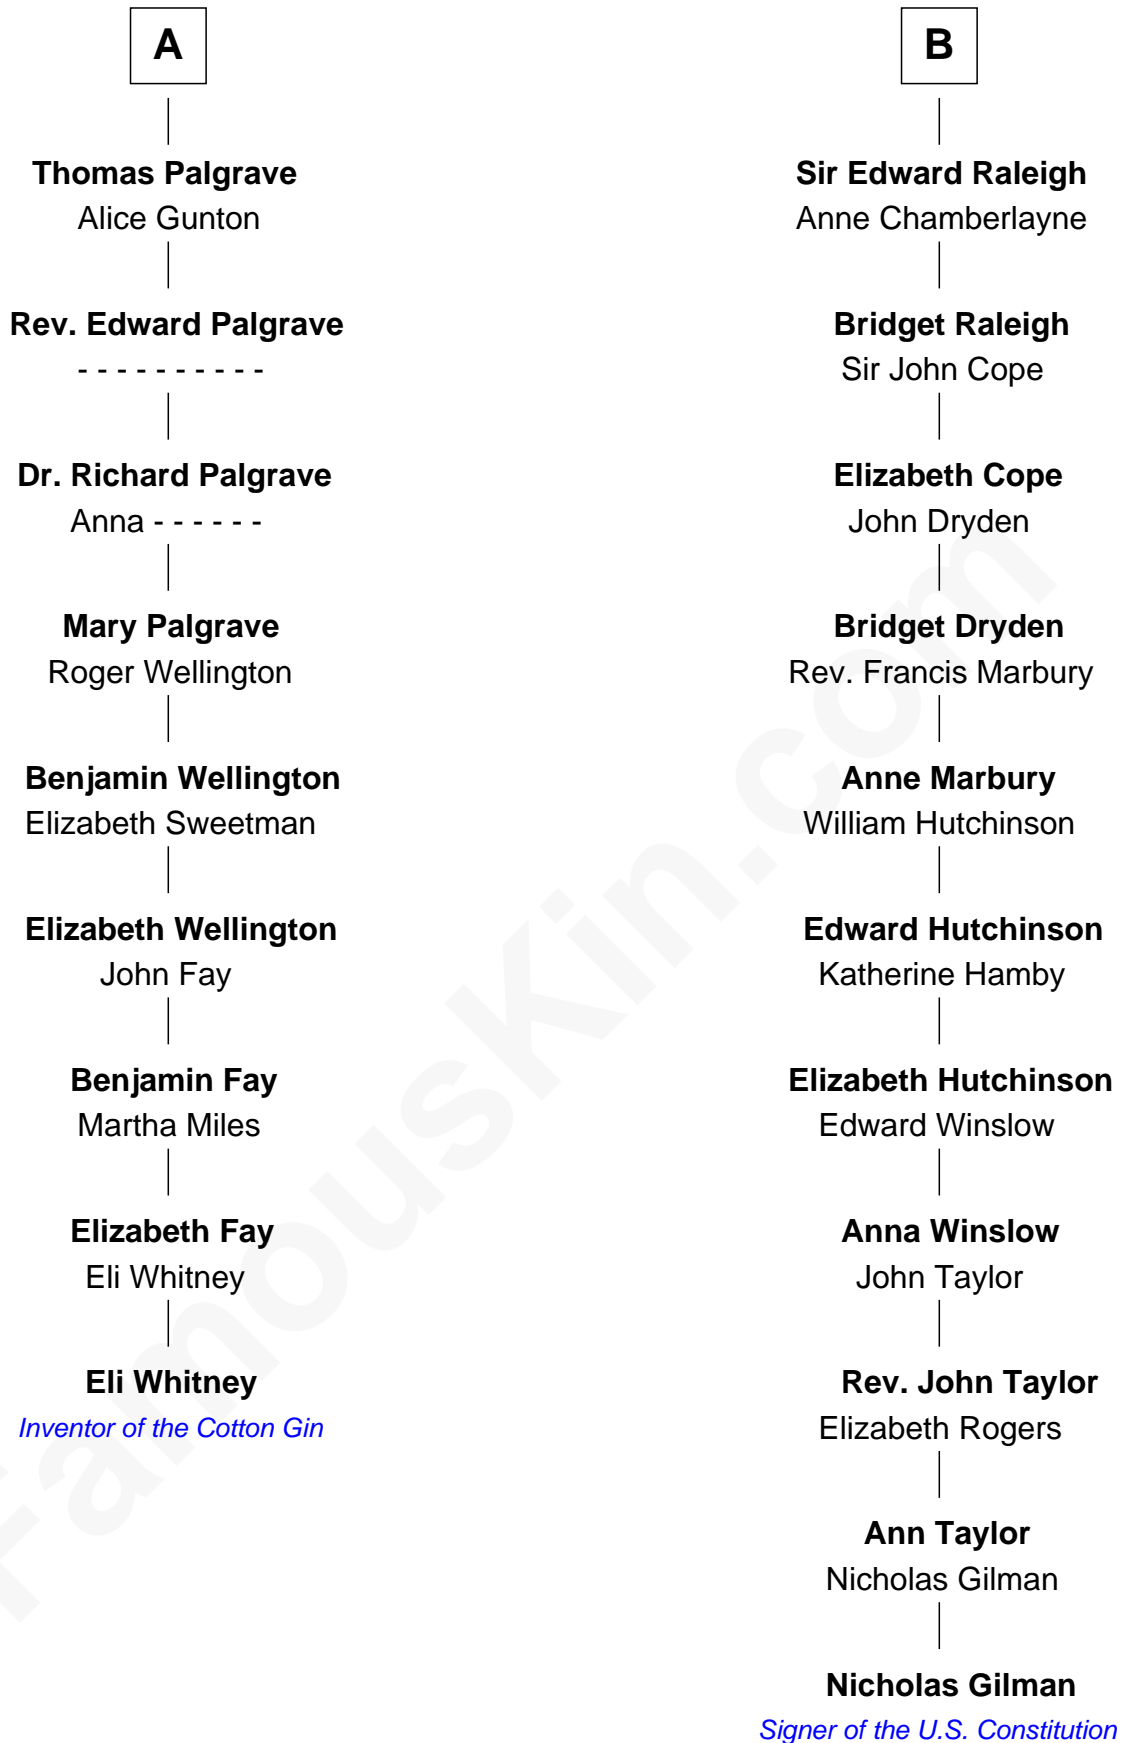 A
Thomas Palgrave
Alice Gunton
Rev. Edward Palgrave
- - - - - - - - - -
Dr. Richard Palgrave
Anna - - - - - -
Mary Palgrave
Roger Wellington
Benjamin Wellington
Elizabeth Sweetman
Elizabeth Wellington
John Fay
Benjamin Fay
Martha Miles
Elizabeth Fay
Eli Whitney
Eli Whitney
Inventor of the Cotton Gin
B
Sir Edward Raleigh
Anne Chamberlayne
Bridget Raleigh
Sir John Cope
Elizabeth Cope
John Dryden
Bridget Dryden
Rev. Francis Marbury
Anne Marbury
William Hutchinson
Edward Hutchinson
Katherine Hamby
Elizabeth Hutchinson
Edward Winslow
Anna Winslow
John Taylor
Rev. John Taylor
Elizabeth Rogers
Ann Taylor
Nicholas Gilman
Nicholas Gilman
Signer of the U.S. Constitution
FamousKin.com